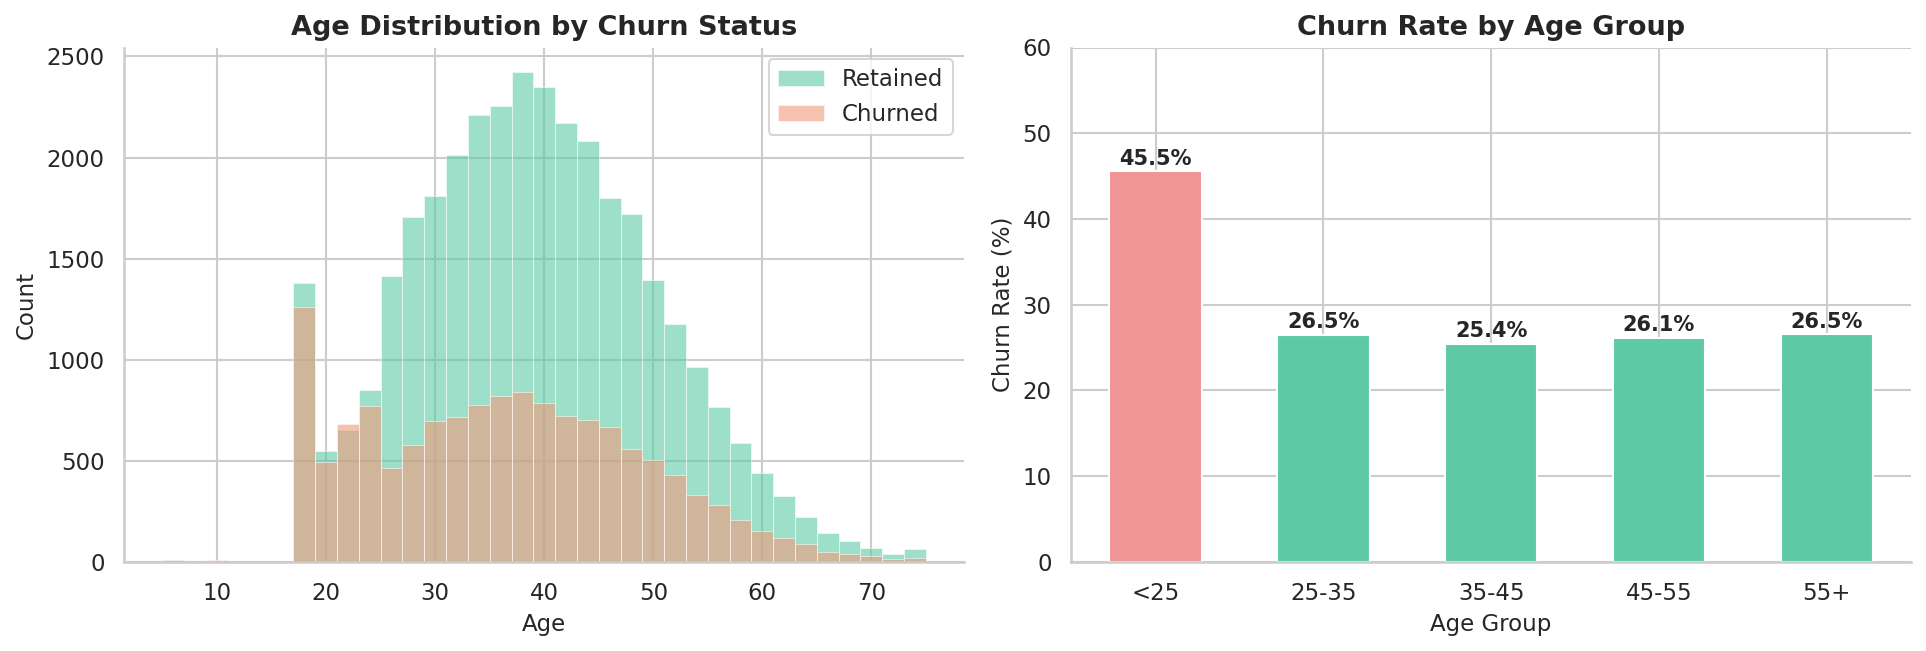 Age Distribution by Churn Status
2500
2000
1500
1000
500
0
Count
10 20 30 40 50 60 70
Age
Retained
Churned
Churn Rate by Age Group
60
50
40
30
20
10
0
Churn Rate (%)
45.5%
26.5%
25.4%
26.1%
26.5%
<25 25-35 35-45 45-55 55+
Age Group